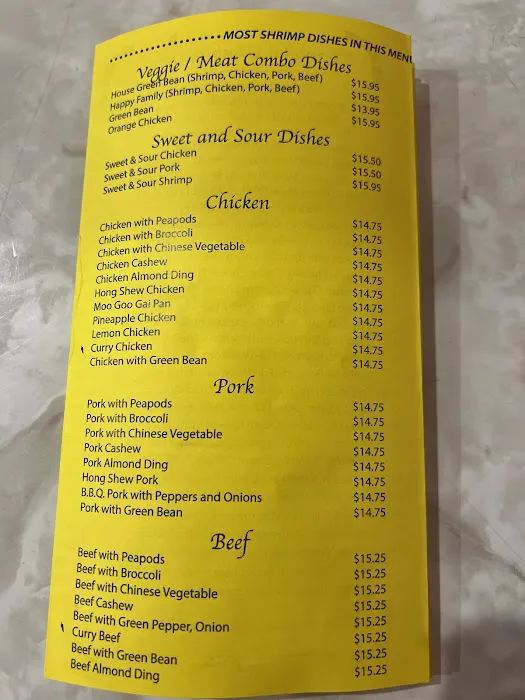 MOST SHRIMP DISHES IN THIS MENU
Veggie / Meat Combo Dishes
House Green Bean (Shrimp, Chicken, Pork, Beef) $15.95
Happy Family (Shrimp, Chicken, Pork, Beef) $15.95
Green Bean $13.95
Orange Chicken $15.95
Sweet and Sour Dishes
Sweet & Sour Chicken $15.50
Sweet & Sour Pork $15.50
Sweet & Sour Shrimp $15.95
Chicken
Chicken with Peapods $14.75
Chicken with Broccoli $14.75
Chicken with Chinese Vegetable $14.75
Chicken Cashew $14.75
Chicken Almond Ding $14.75
Hong Shew Chicken $14.75
Moo Goo Gai Pan $14.75
Pineapple Chicken $14.75
Lemon Chicken $14.75
Curry Chicken $14.75
Chicken with Green Bean $14.75
Pork
Pork with Peapods $14.75
Pork with Broccoli $14.75
Pork with Chinese Vegetable $14.75
Pork Cashew $14.75
Pork Almond Ding $14.75
Hong Shew Pork $14.75
B.B.Q. Pork with Peppers and Onions $14.75
Pork with Green Bean $14.75
Beef
Beef with Peapods $15.25
Beef with Broccoli $15.25
Beef with Chinese Vegetable $15.25
Beef Cashew $15.25
Beef with Green Pepper, Onion $15.25
Curry Beef $15.25
Beef with Green Bean $15.25
Beef Almond Ding $15.25